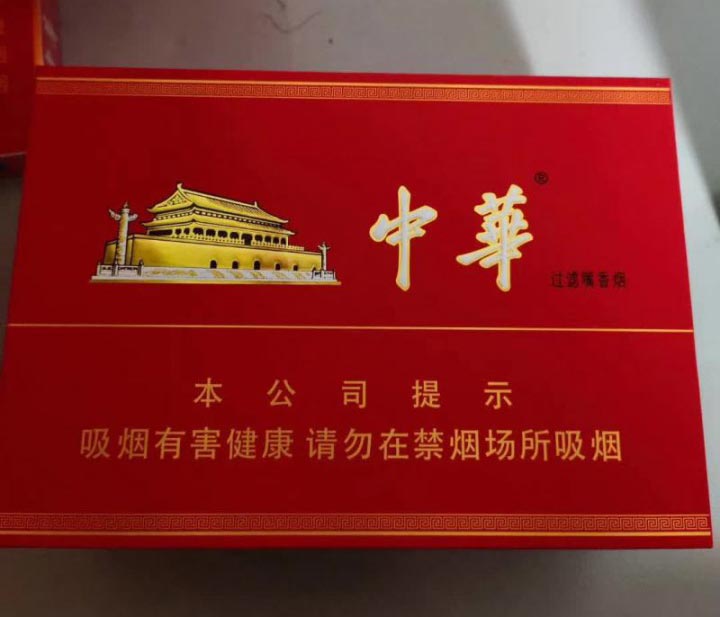 中華®
过滤嘴香烟
本公司提示
吸烟有害健康 请勿在禁烟场所吸烟